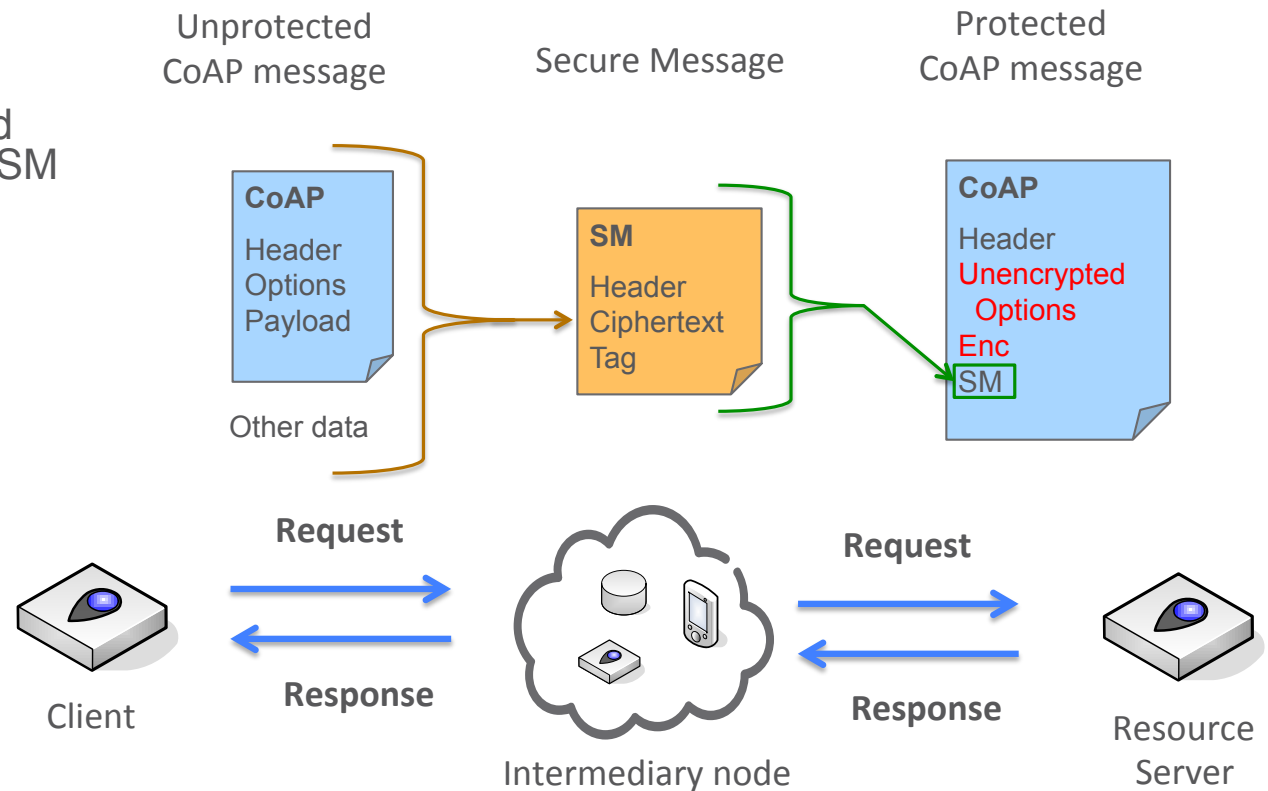 Unprotected
CoAP message
Secure Message
Protected
CoAP message
SM
CoAP
Header
Options
Payload
Other data
SM
Header
Ciphertext
Tag
CoAP
Header
Unencrypted
Options
Enc
SM
Request
Response
Client
Intermediary node
Request
Response
Resource
Server